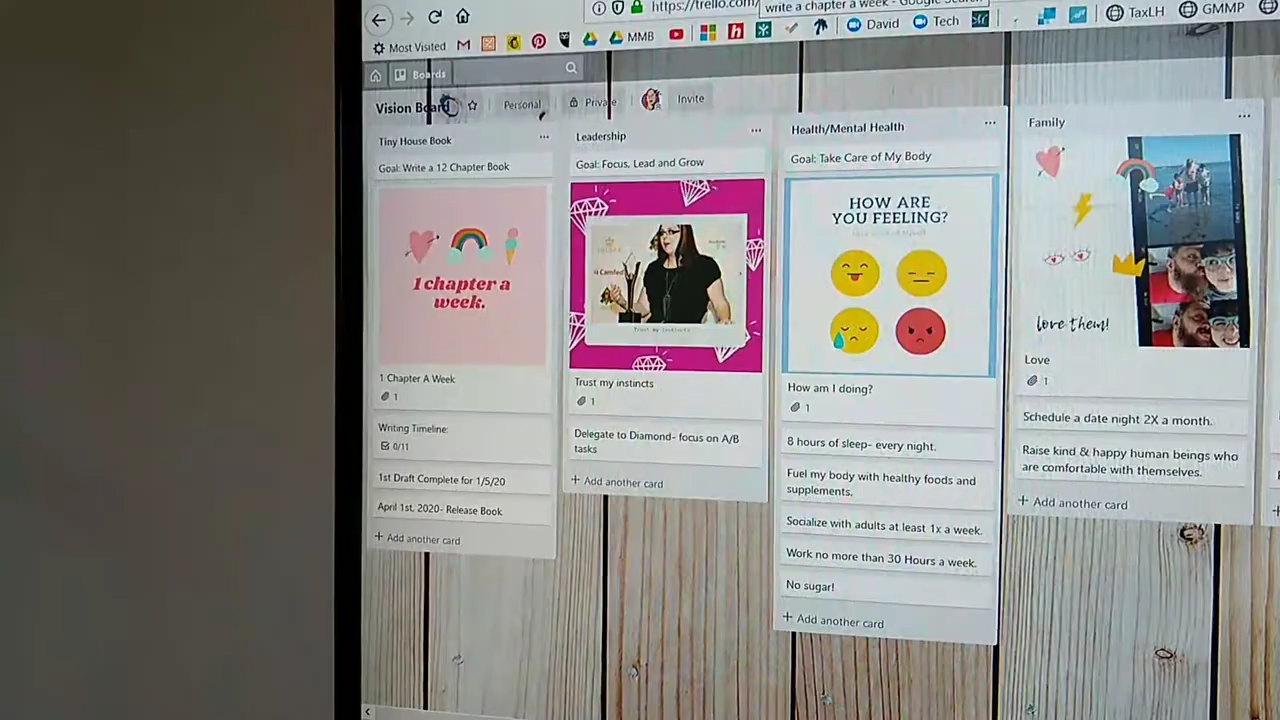 https://trello.com/
write a chapter a week - Google Search
Most Visited
MMB
David
Tech
TaxLH
GMMP
Boards
Vision Board
Personal
Private
Invite
Tiny House Book
Goal: Write a 12 Chapter Book
1 chapter a
week.
1 Chapter A Week
1
Writing Timeline:
0/11
1st Draft Complete for 1/5/20
April 1st, 2020- Release Book
+ Add another card
Leadership
Goal: Focus, Lead and Grow
Trust my instincts
Trust my instincts
1
Delegate to Diamond- focus on A/B
tasks
+ Add another card
Health/Mental Health
Goal: Take Care of My Body
HOW ARE
YOU FEELING?
How am I doing?
1
8 hours of sleep- every night.
Fuel my body with healthy foods and
supplements.
Socialize with adults at least 1x a week.
Work no more than 30 Hours a week.
No sugar!
+ Add another card
Family
love them!
Love
1
Schedule a date night 2X a month.
Raise kind & happy human beings who
are comfortable with themselves.
+ Add another card